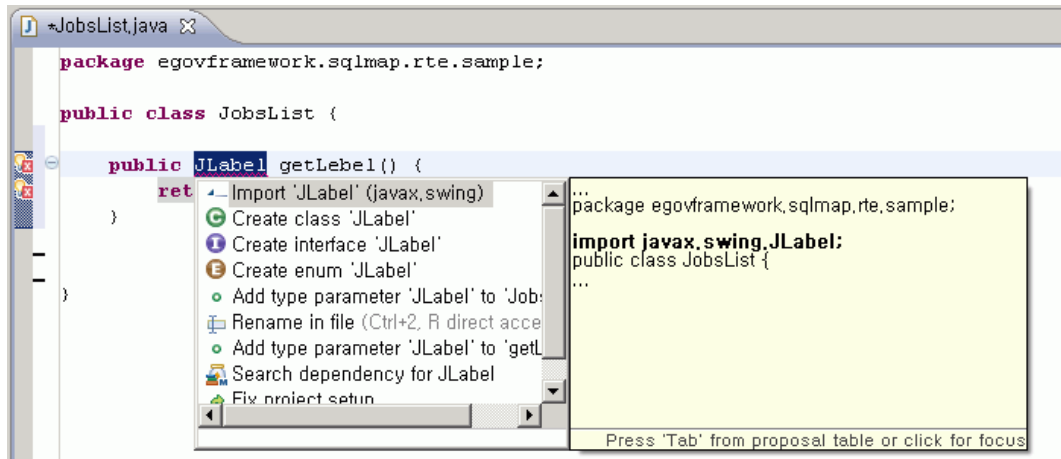 *JobsList.java
package egovframework.sqlmap.rte.sample;
public class JobsList {
public JLabel getLebel() {
ret
}
}
Import 'JLabel' (javax.swing)
Create class 'JLabel'
Create interface 'JLabel'
Create enum 'JLabel'
Add type parameter 'JLabel' to 'Jobs
Rename in file (Ctrl+2, R direct acce
Add type parameter 'JLabel' to 'getL
Search dependency for JLabel
Fix project setup
...
package egovframework.sqlmap.rte.sample;
import javax.swing.JLabel;
public class JobsList {
...
Press 'Tab' from proposal table or click for focus